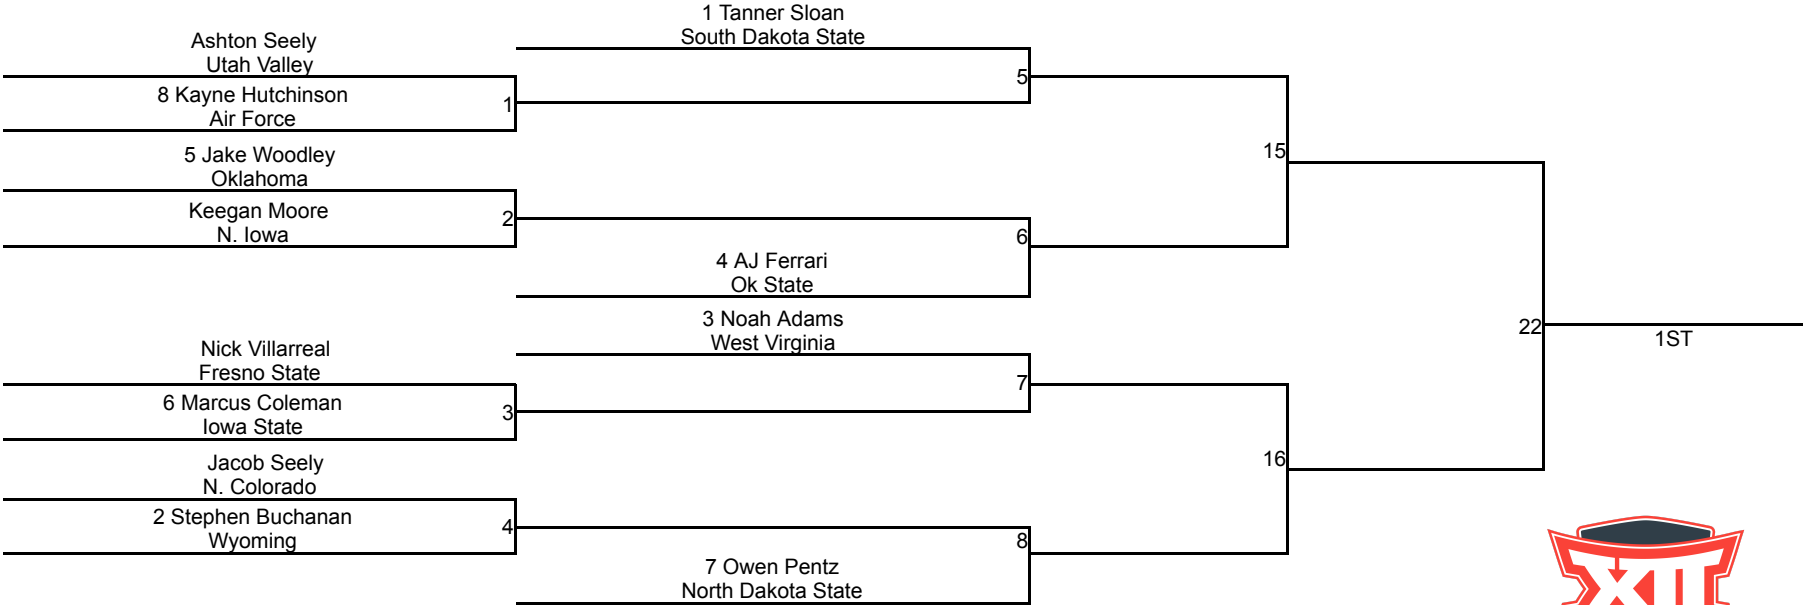 1 Tanner Sloan
South Dakota State
Ashton Seely
Utah Valley
8 Kayne Hutchinson
Air Force
1
5
5 Jake Woodley
Oklahoma
Keegan Moore
N. Iowa
2
6
4 AJ Ferrari
Ok State
15
3 Noah Adams
West Virginia
Nick Villarreal
Fresno State
6 Marcus Coleman
Iowa State
3
7
Jacob Seely
N. Colorado
2 Stephen Buchanan
Wyoming
4
8
7 Owen Pentz
North Dakota State
16
22
1ST
XII